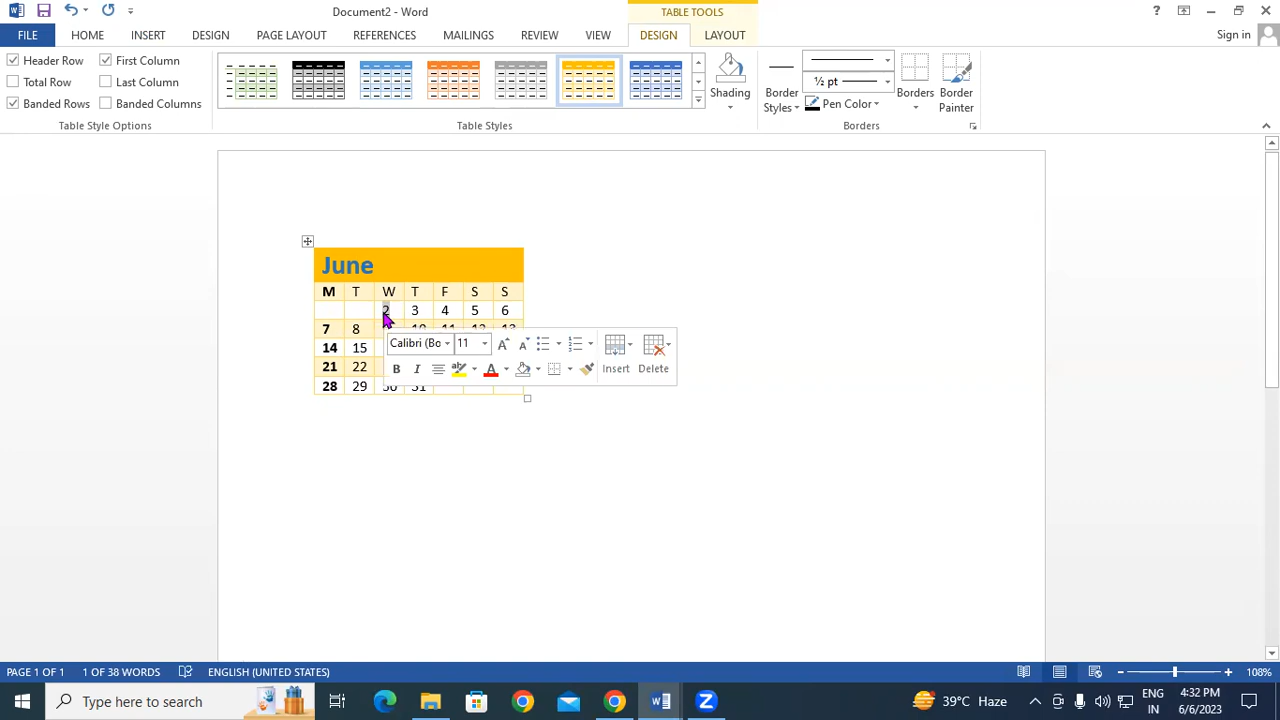 Document2 - Word
TABLE TOOLS
?
FILE HOME INSERT DESIGN PAGE LAYOUT REFERENCES MAILINGS REVIEW VIEW DESIGN LAYOUT Sign in
Header Row First Column
Total Row Last Column
Banded Rows Banded Columns
Table Style Options
Table Styles
Shading
Border Styles
½ pt
Pen Color
Borders
Border Painter
Borders
June
M T W T F S S
2 3 4 5 6
7 8
14 15
21 22
28 29 30 31
Calibri (Bo 11 A A
B I A Insert Delete
PAGE 1 OF 1 1 OF 38 WORDS ENGLISH (UNITED STATES) 108%
Type here to search
W
39°C Haze
ENG
IN
4:32 PM
6/6/2023